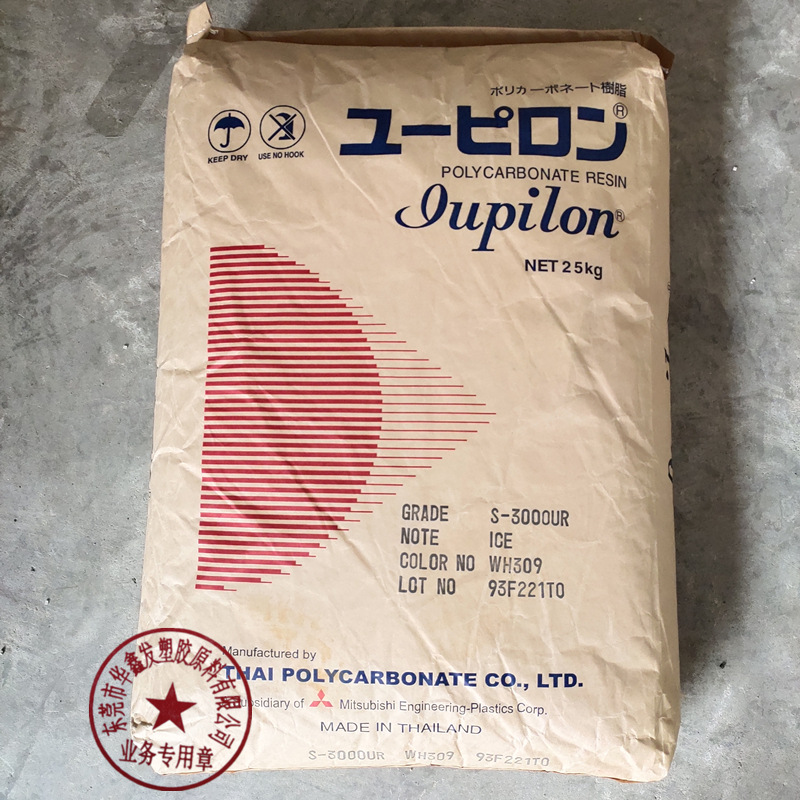 ポリカーボネート樹脂
ユーピロン®
KEEP DRY
USE NO HOOK
POLYCARBONATE RESIN
Iupilon®
NET 25kg
GRADE S-3000UR
NOTE ICE
COLOR NO WH309
LOT NO 93F221T0
Manufactured by
THAI POLYCARBONATE CO., LTD.
Subsidiary of Mitsubishi Engineering-Plastics Corp.
MADE IN THAILAND
S-3000UR WH309 93F221T0
东莞市华鑫发塑胶原料有限公司
业务专用章